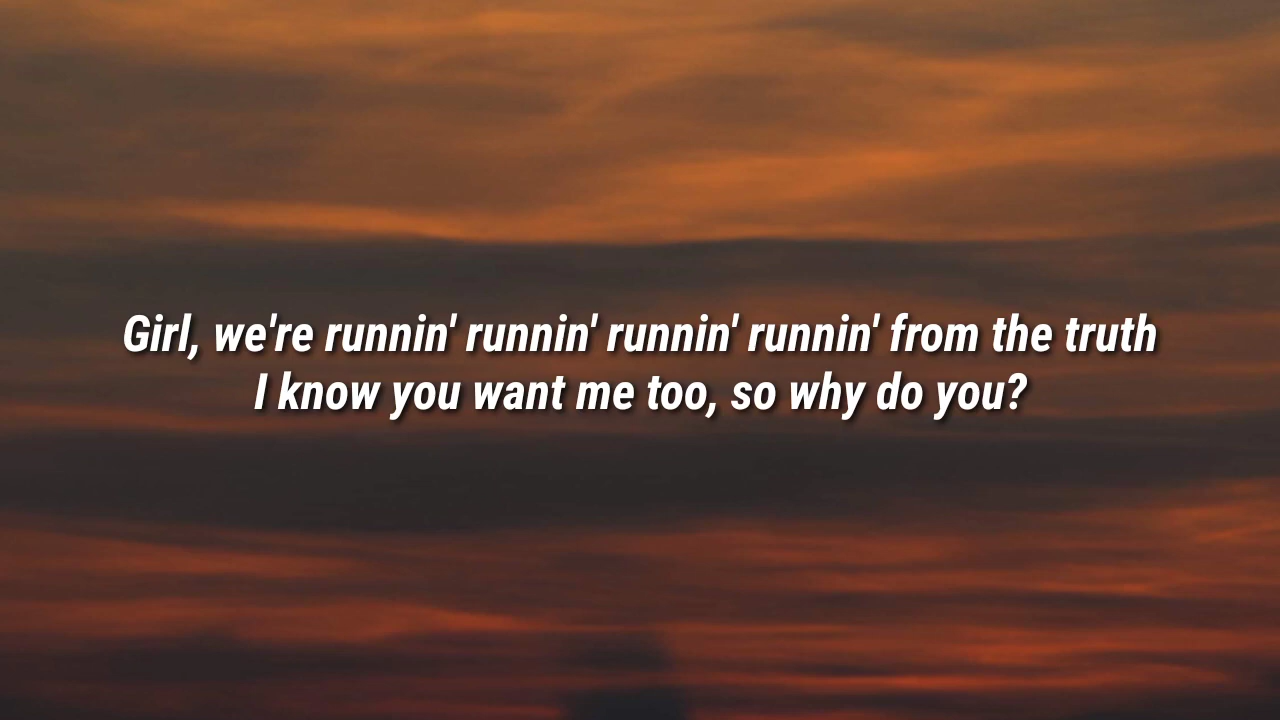 Girl, we're runnin' runnin' runnin' runnin' from the truth
I know you want me too, so why do you?